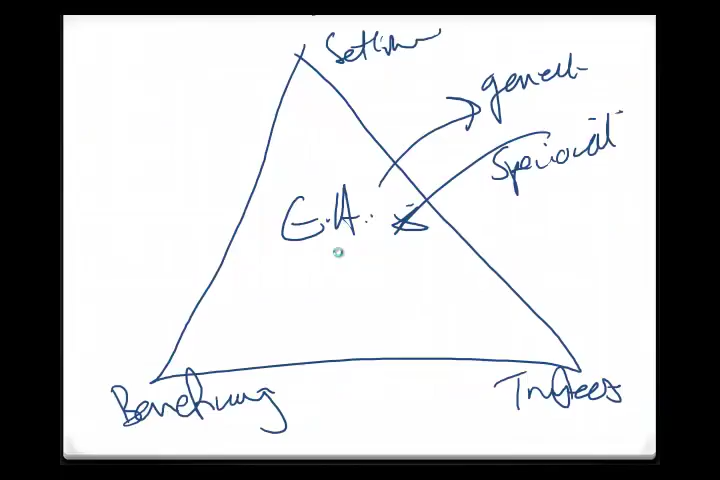 Settlor
general
Special
E.A.
Beneficiary
Trustees